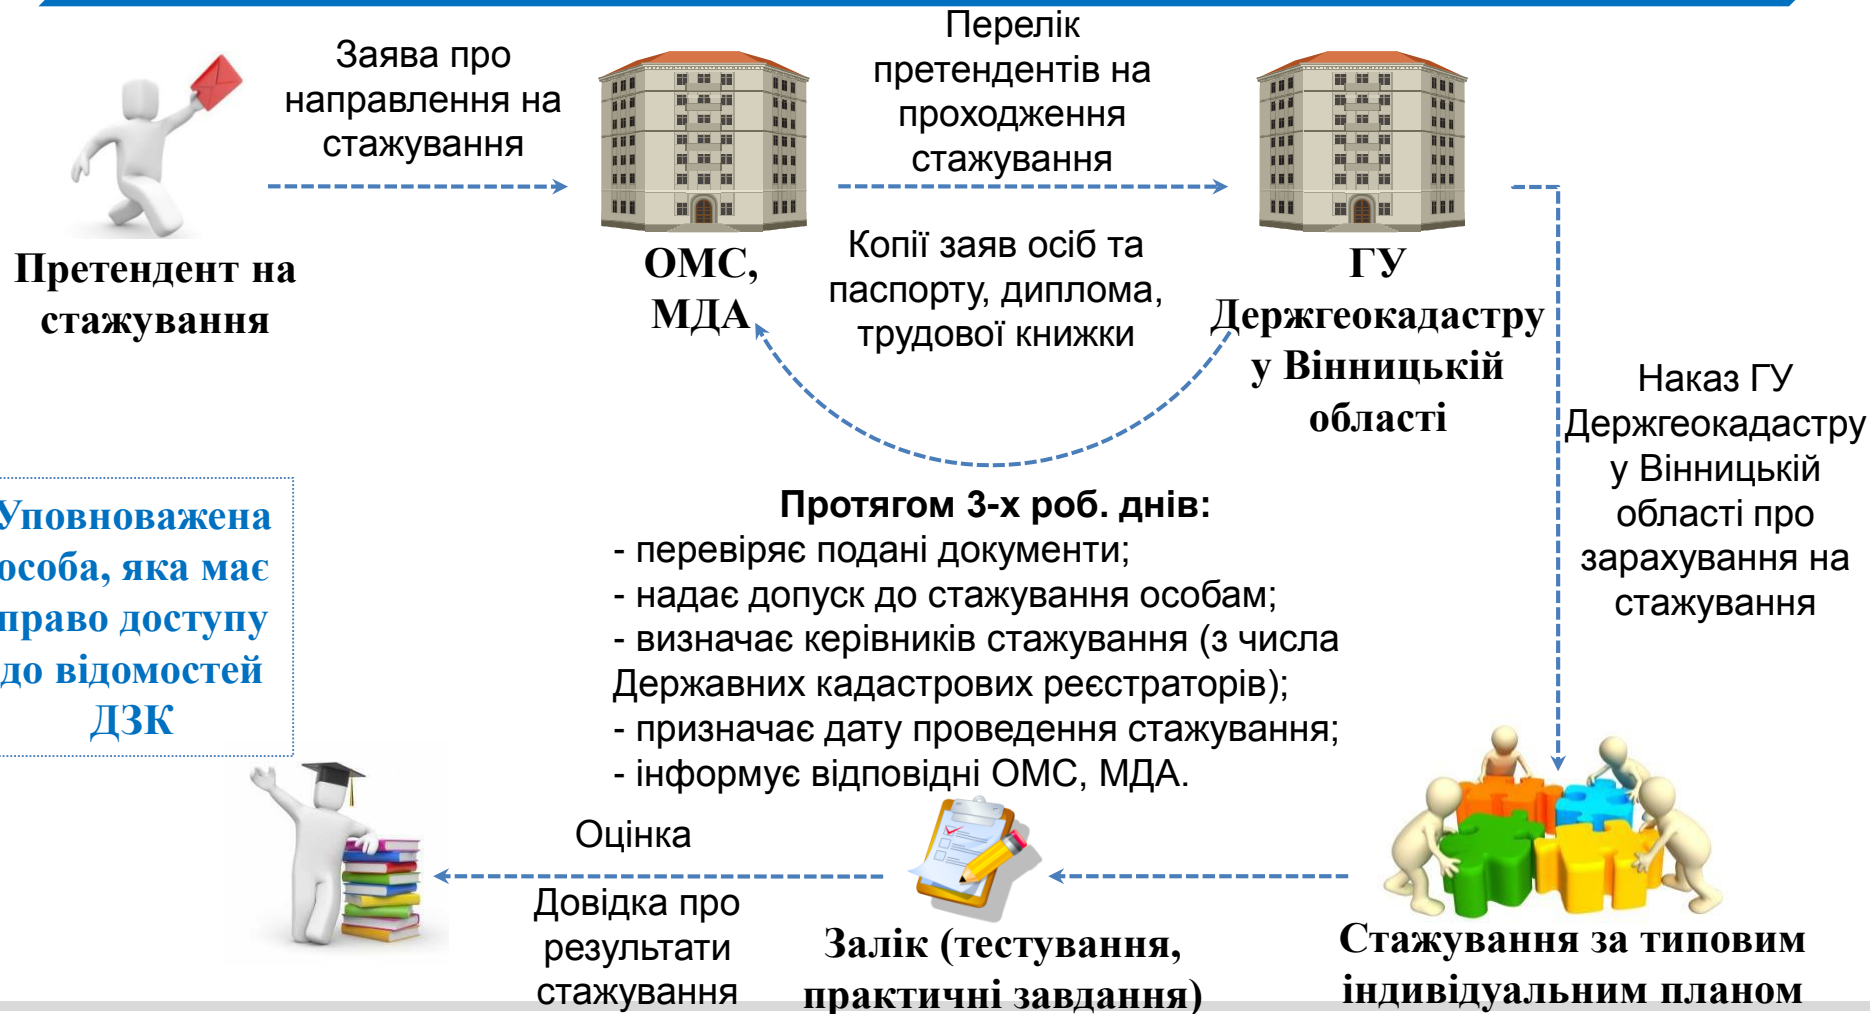 Заява про
направлення на
стажування
Перелік
претендентів на
проходження
стажування
Претендент на
стажування
ОМС,
МДА
Копії заяв осіб та
паспорту, диплома,
трудової книжки
ГУ
Держгеокадастру
у Вінницькій
області
Наказ ГУ
Держгеокадастру
у Вінницькій
області про
зарахування на
стажування
Протягом 3-х роб. днів:
- перевіряє подані документи;
- надає допуск до стажування особам;
- визначає керівників стажування (з числа
Державних кадастрових реєстраторів);
- призначає дату проведення стажування;
- інформує відповідні ОМС, МДА.
Уповноважена
особа, яка має
право доступу
до відомостей
ДЗК
Оцінка
Довідка про
результати
стажування
Залік (тестування,
практичні завдання)
Стажування за типовим
індивідуальним планом